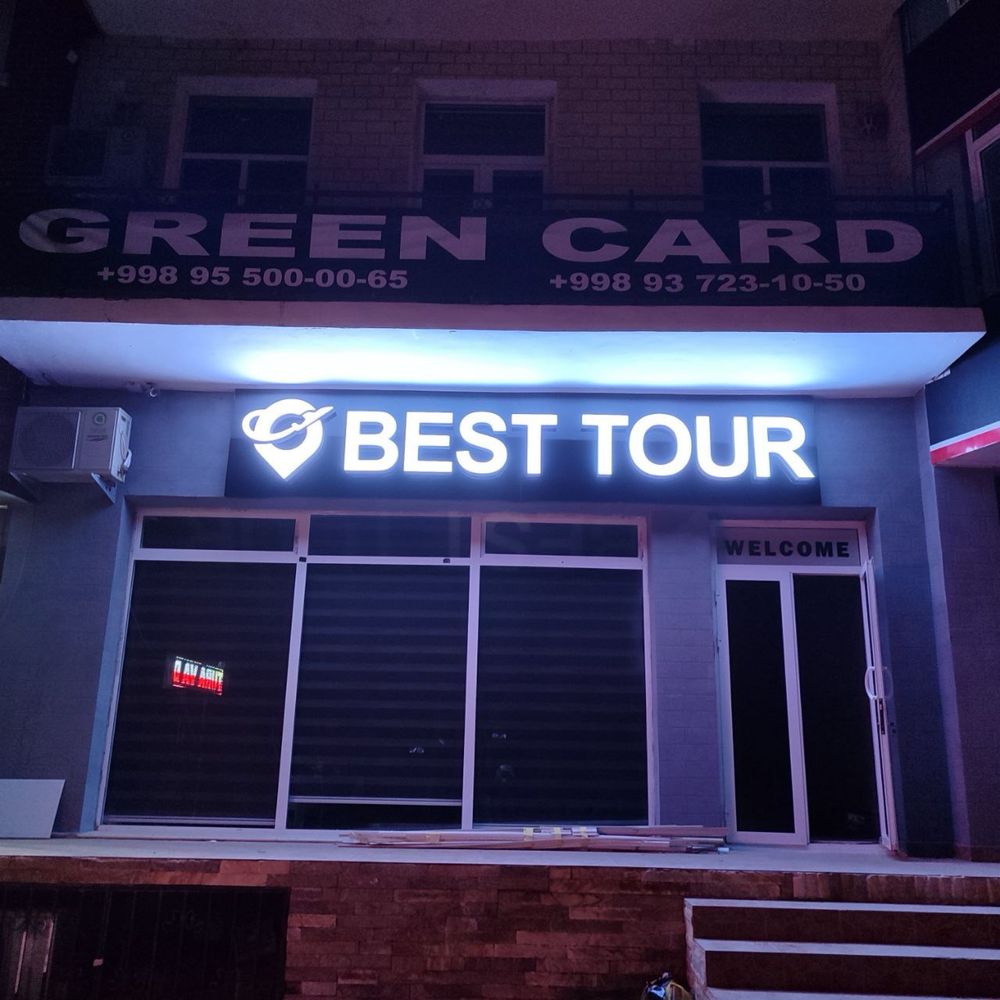 GREEN CARD
+998 95 500-00-65 +998 93 723-10-50
BEST TOUR
WELCOME